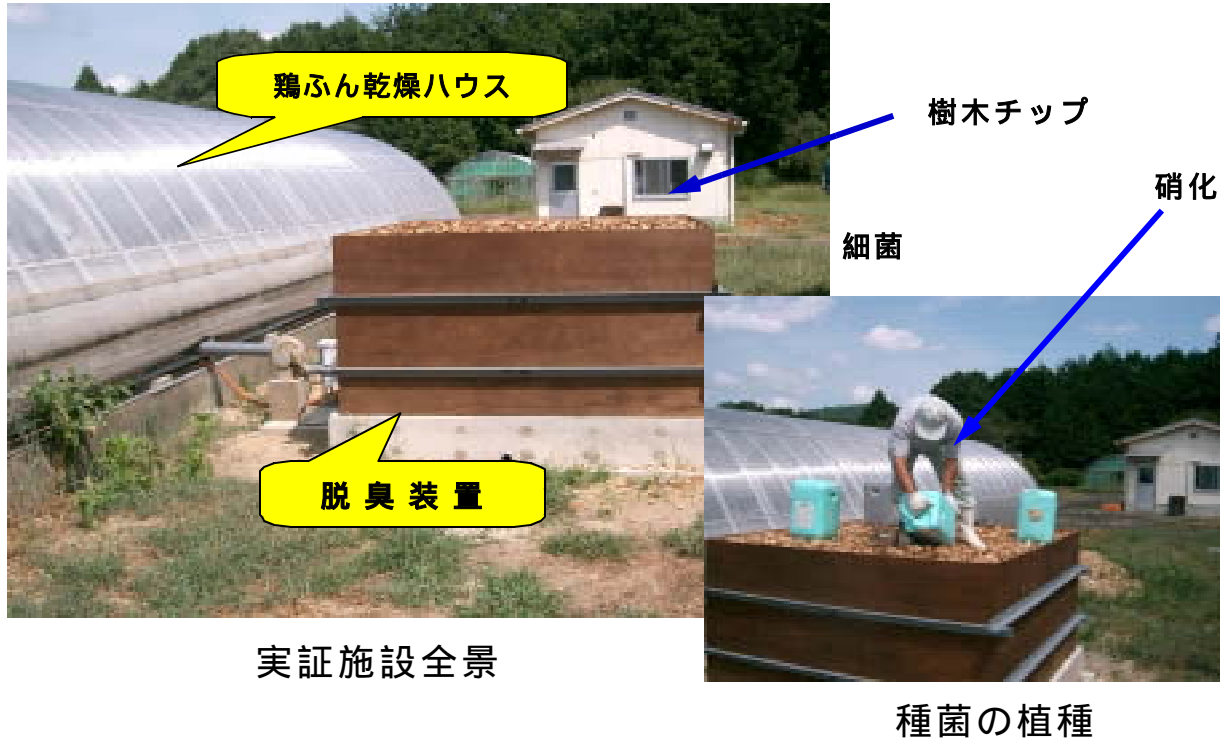 鶏ふん乾燥ハウス
樹木チップ
硝化
細菌
脱臭装置
実証施設全景
種菌の植種